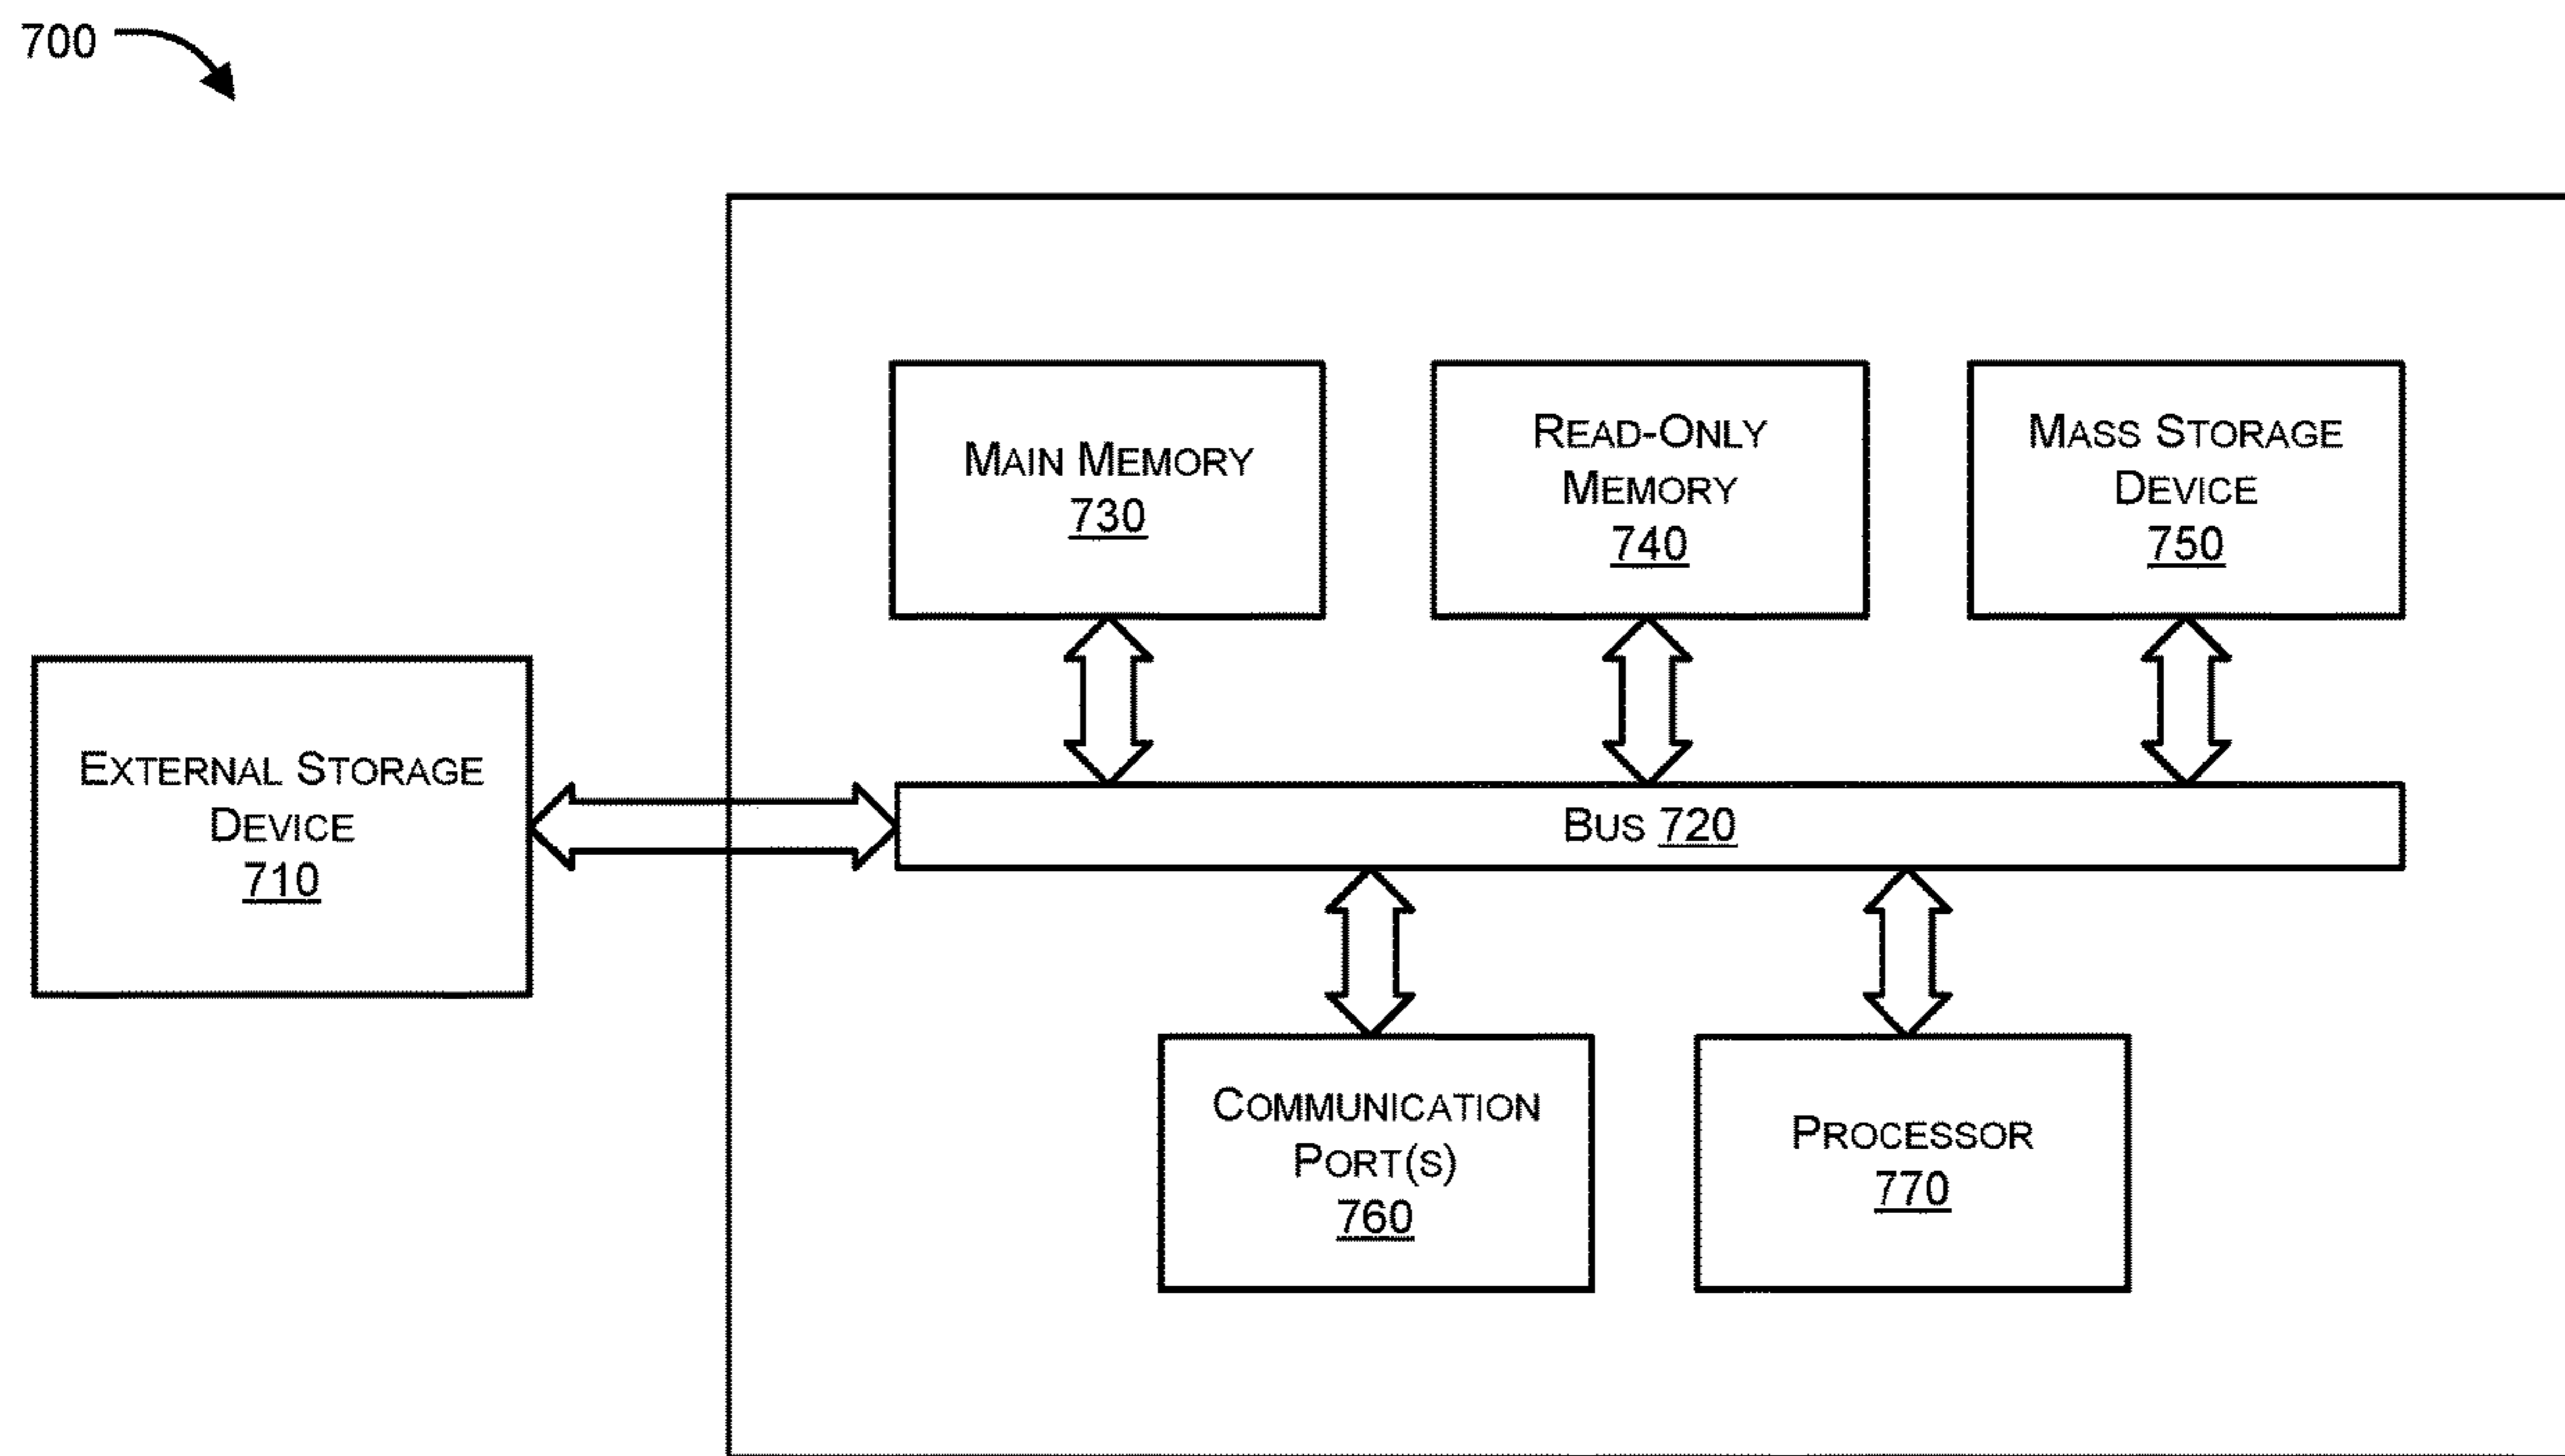 700
MAIN MEMORY
730
READ-ONLY
MEMORY
740
MASS STORAGE
DEVICE
750
EXTERNAL STORAGE
DEVICE
710
BUS 720
COMMUNICATION
PORT(S)
760
PROCESSOR
770